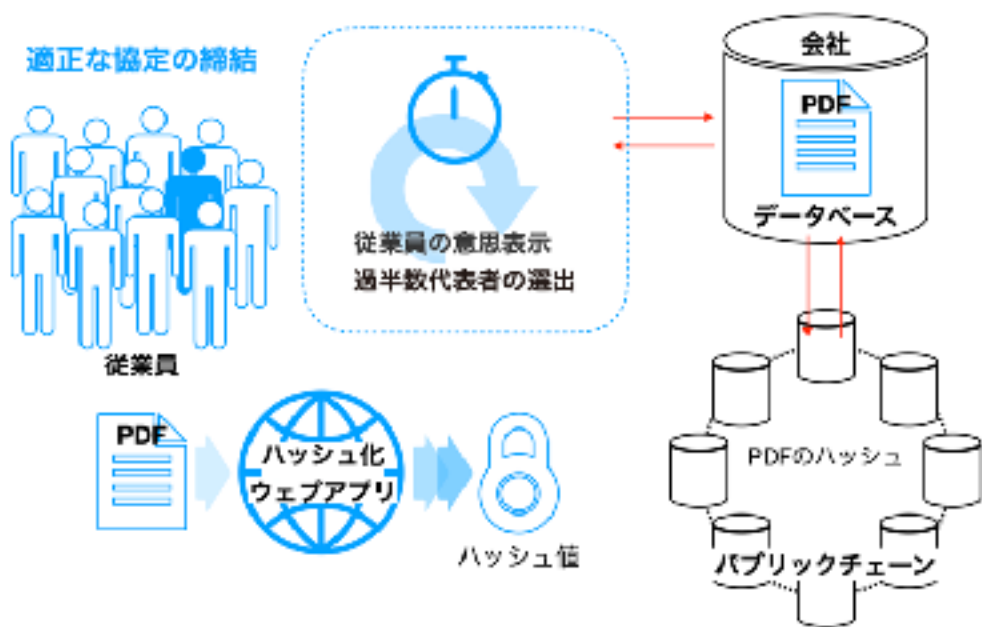 適正な協定の締結
従業員
従業員の意思表示
過半数代表者の選出
会社
PDF
データベース
PDF
ハッシュ化
ウェブアプリ
ハッシュ値
PDFのハッシュ
パブリックチェーン